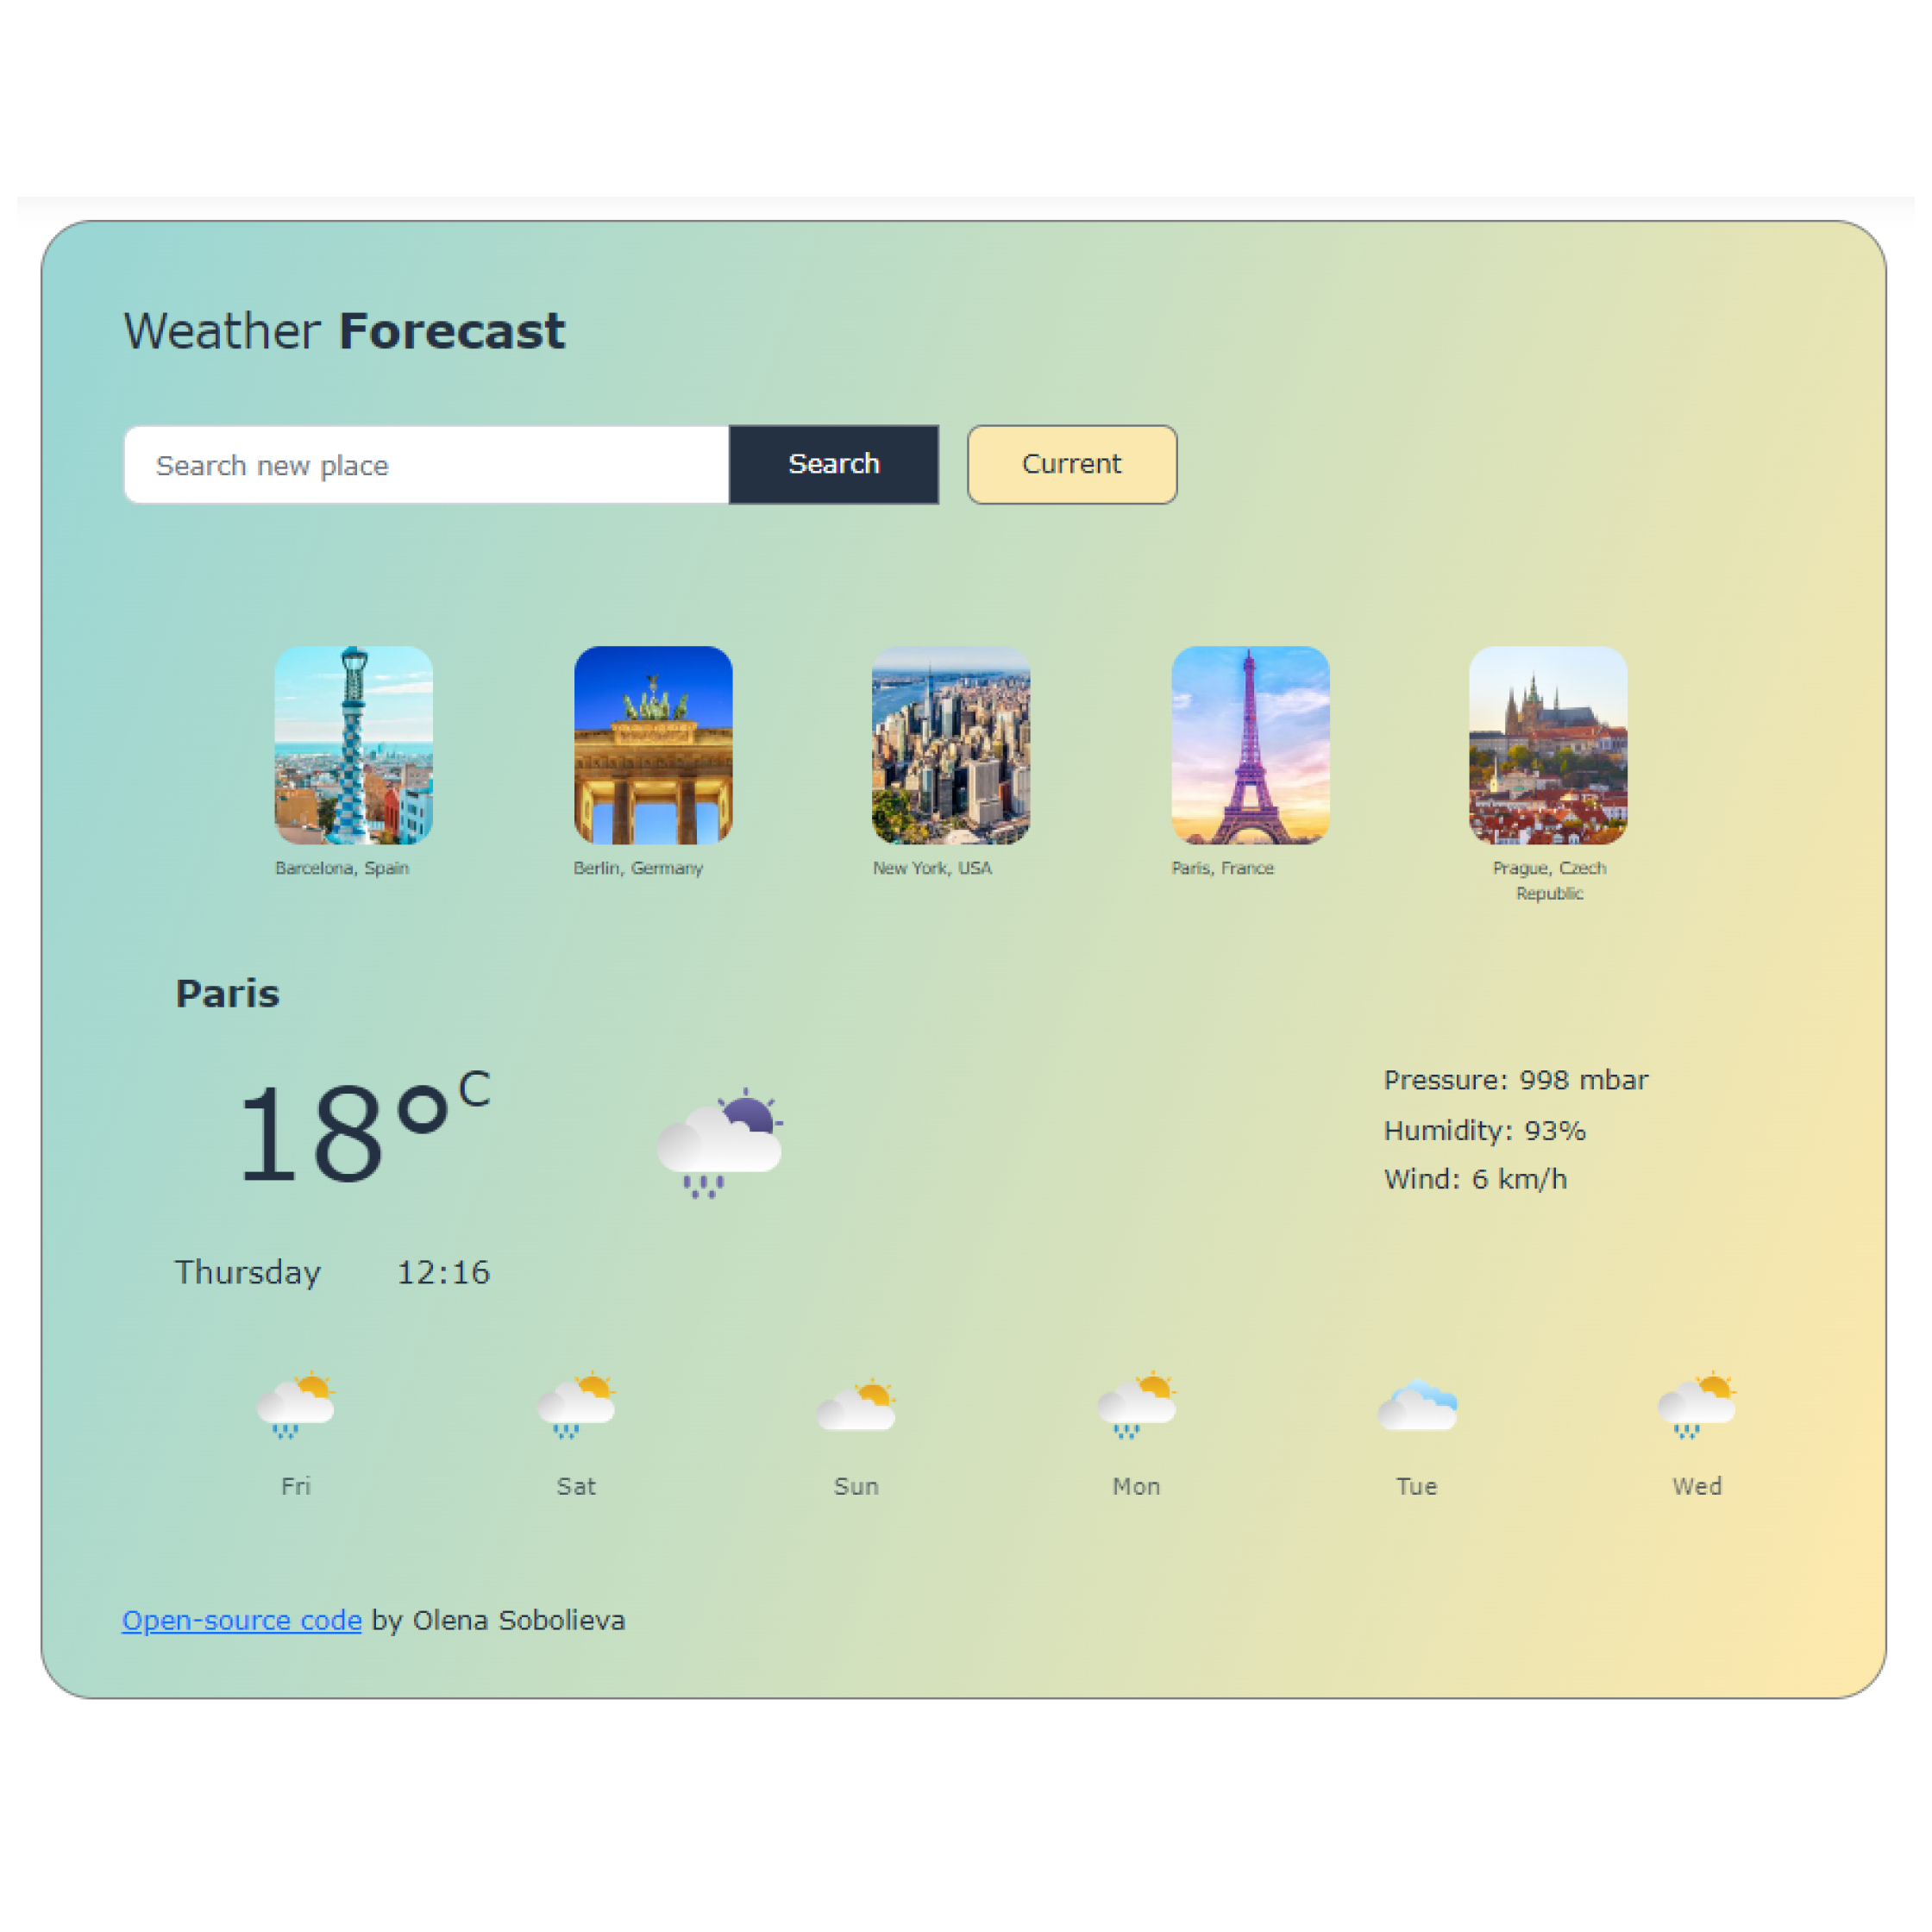 Weather Forecast
Search new place
Search
Current
Barcelona, Spain
Berlin, Germany
New York, USA
Paris, France
Prague, Czech
Republic
Paris
18°C
Pressure: 998 mbar
Humidity: 93%
Wind: 6 km/h
Thursday 12:16
Fri
Sat
Sun
Mon
Tue
Wed
Open-source code by Olena Sobolieva